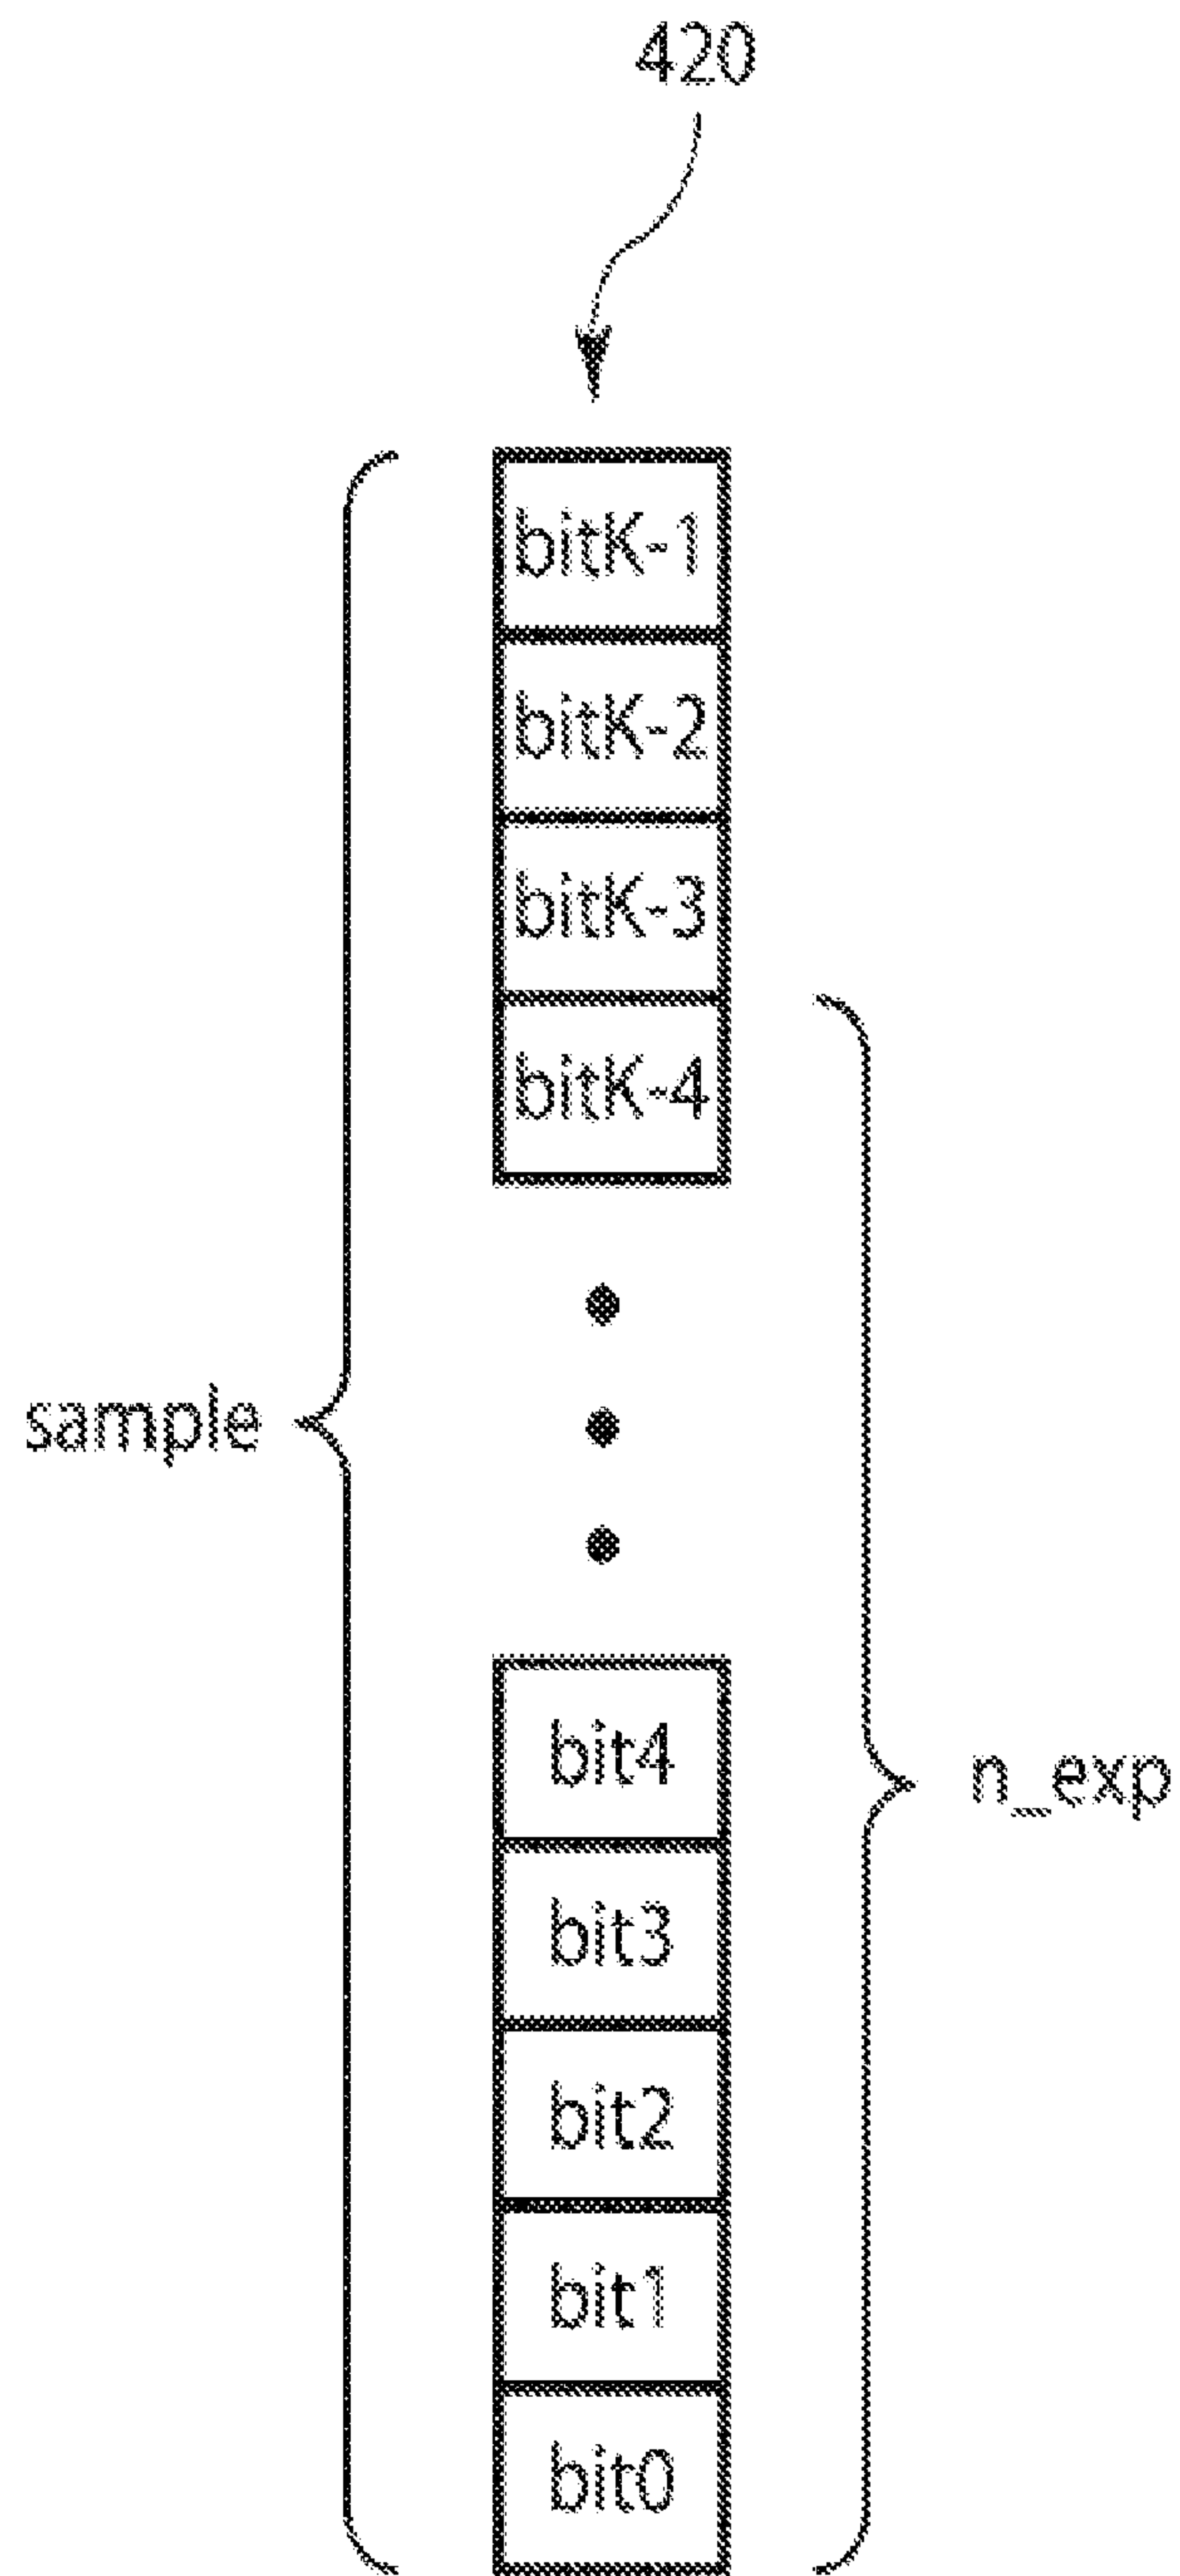 420
bitK-1
bitK-2
bitK-3
bitK-4
sample
bit4
n_exp
bit3
bit2
bit1
bit0